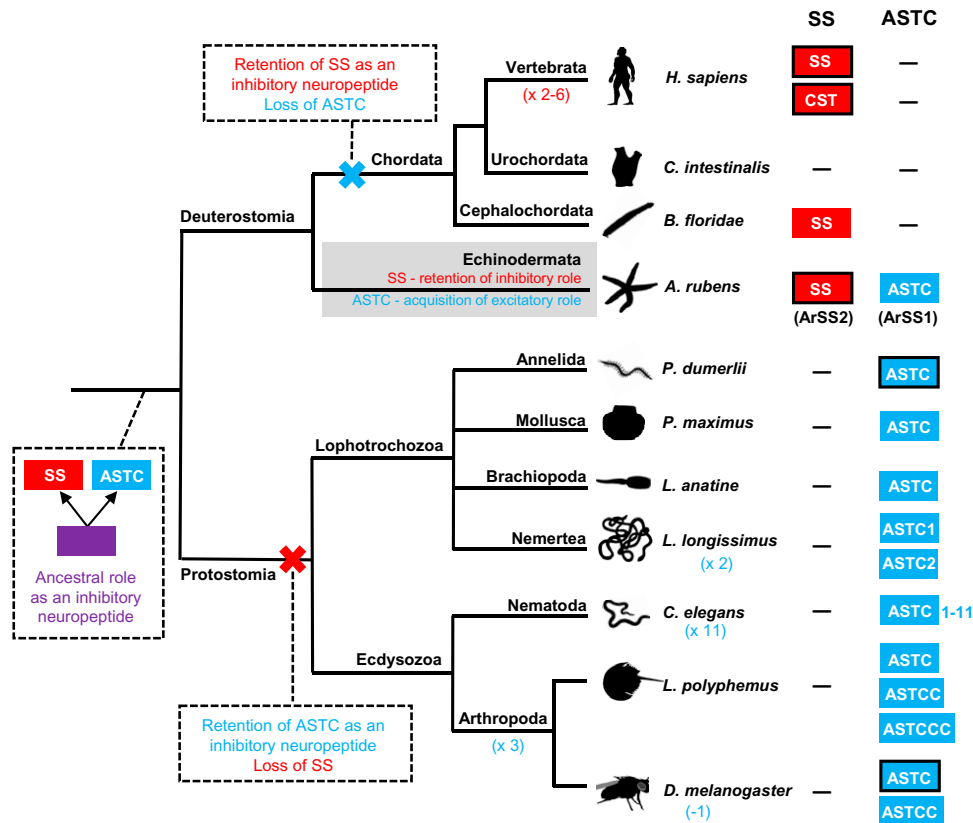 SS ASTC
Retention of SS as an
inhibitory neuropeptide
Loss of ASTC
Vertebrata
(x 2-6)
H. sapiens
SS —
CST —
Chordata
Urochordata
C. intestinalis
— —
Deuterostomia
Cephalochordata
B. floridae
SS —
Echinodermata
SS - retention of inhibitory role
ASTC - acquisition of excitatory role
A. rubens
SS ASTC
(ArSS2) (ArSS1)
Annelida
P. dumerlii
— ASTC
Mollusca
P. maximus
— ASTC
Lophotrochozoa
SS ASTC
Brachiopoda
L. anatine
— ASTC
Nemertea
L. longissimus
(x 2)
— ASTC1
ASTC2
Ancestral role
as an inhibitory
neuropeptide
Protostomia
Nematoda
C. elegans
(x 11)
— ASTC 1-11
Ecdysozoa
L. polyphemus
— ASTC
ASTCC
ASTCCC
Arthropoda
(x 3)
Retention of ASTC as an
inhibitory neuropeptide
Loss of SS
D. melanogaster
(-1)
— ASTC
ASTCC